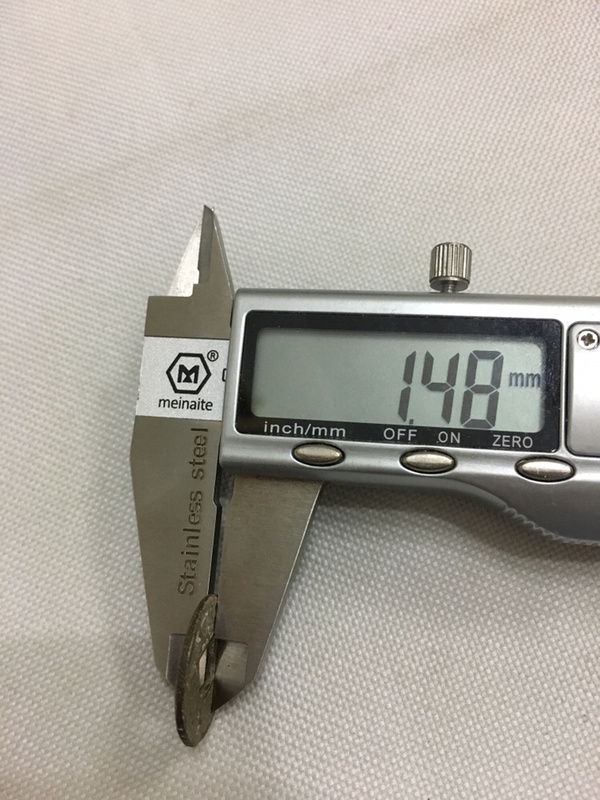 1.48 mm
®
meinaite
inch/mm OFF ON ZERO
Stainless steel